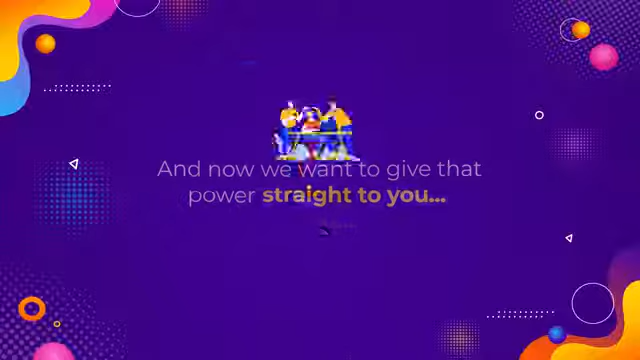 And now we want to give that
power straight to you...